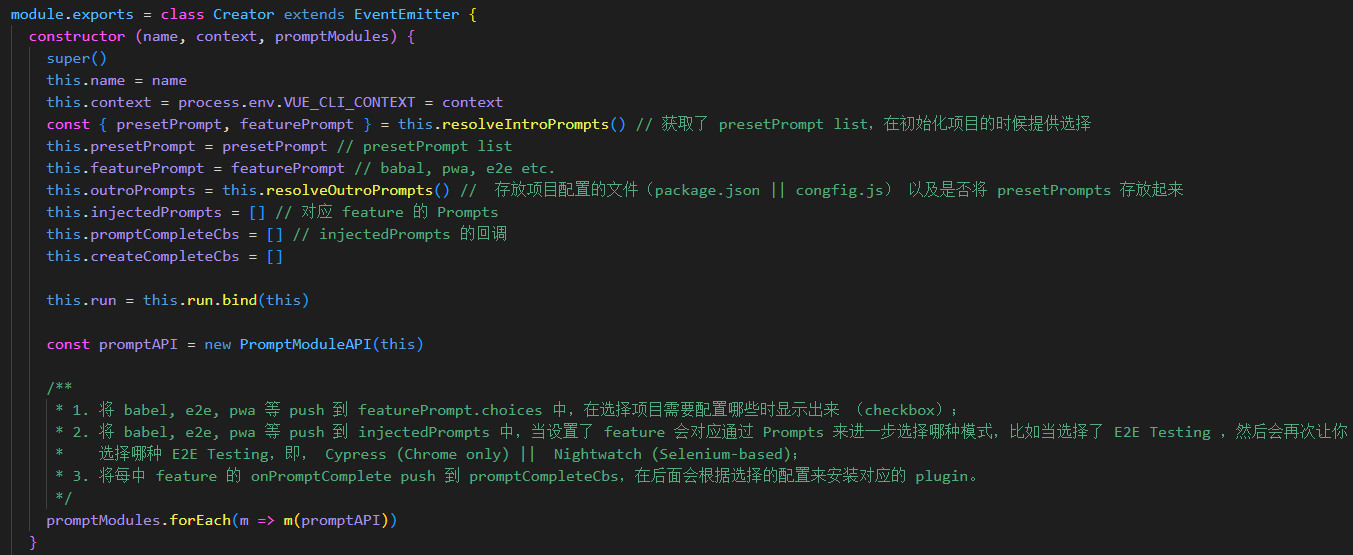 module.exports = class Creator extends EventEmitter {
constructor (name, context, promptModules) {
super()
this.name = name
this.context = process.env.VUE_CLI_CONTEXT = context
const { presetPrompt, featurePrompt } = this.resolveIntroPrompts() // 获取了 presetPrompt list，在初始化项目的时候提供选择
this.presetPrompt = presetPrompt // presetPrompt list
this.featurePrompt = featurePrompt // babal, pwa, e2e etc.
this.outroPrompts = this.resolveOutroPrompts() //  存放项目配置的文件（package.json || congfig.js） 以及是否将 presetPrompts 存放起来
this.injectedPrompts = [] // 对应 feature 的 Prompts
this.promptCompleteCbs = [] // injectedPrompts 的回调
this.createCompleteCbs = []
this.run = this.run.bind(this)
const promptAPI = new PromptModuleAPI(this)
/**
* 1. 将 babel, e2e, pwa 等 push 到 featurePrompt.choices 中，在选择项目需要配置哪些时显示出来 （checkbox）；
* 2. 将 babel, e2e, pwa 等 push 到 injectedPrompts 中，当设置了 feature 会对应通过 Prompts 来进一步选择哪种模式，比如当选择了 E2E Testing ，然后会再次让你
*    选择哪种 E2E Testing，即， Cypress (Chrome only) ||  Nightwatch (Selenium-based)；
* 3. 将每中 feature 的 onPromptComplete push 到 promptCompleteCbs，在后面会根据选择的配置来安装对应的 plugin。
*/
promptModules.forEach(m => m(promptAPI))
}